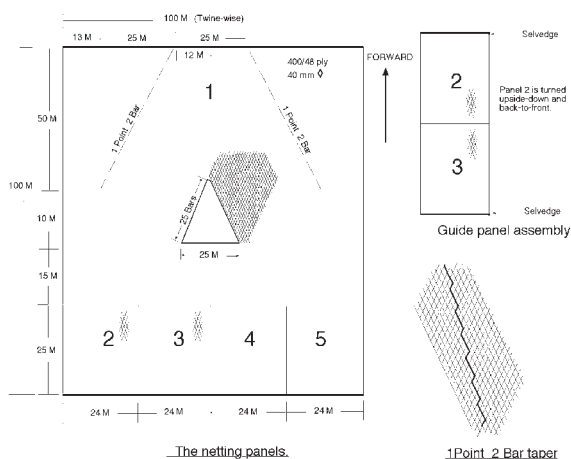 100 M (Twine-wise)
13 M
25 M
25 M
12 M
400/48 ply
40 mm ◊
1
1 Point 2 Bar
1 Point 2 Bar
50 M
100 M
10 M
15 M
25 M
25 Bars
25 M
2
3
4
5
24 M
24 M
24 M
24 M
The netting panels.
FORWARD
Selvedge
2
Panel 2 is turned
upside-down and
back-to-front.
3
Selvedge
Guide panel assembly
1Point 2 Bar taper